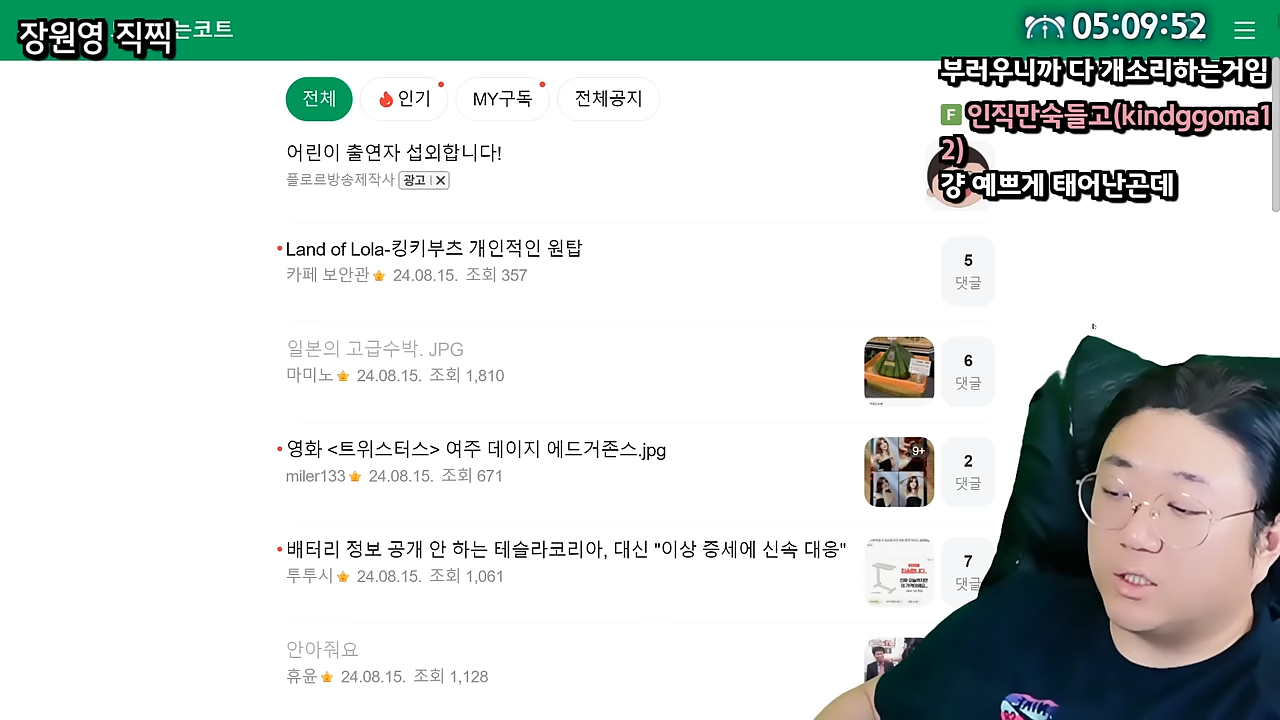 장원영 직찍
는코트
05:09:52
부러우니까 다 개소리하는거임
F 인직만숙들고(kindggoma1
2)
걍 예쁘게 태어난곤데
전체
인기
MY구독
전체공지
어린이 출연자 섭외합니다!
플로르방송제작사 광고 X
Land of Lola-킹키부츠 개인적인 원탑
카페 보안관 24.08.15. 조회 357
5
댓글
일본의 고급수박. JPG
마미노 24.08.15. 조회 1,810
6
댓글
영화 <트위스터스> 여주 데이지 에드거존스.jpg
miler133 24.08.15. 조회 671
9+
2
댓글
배터리 정보 공개 안 하는 테슬라코리아, 대신 "이상 증세에 신속 대응"
투투시 24.08.15. 조회 1,061
7
댓글
안아줘요
휴윤 24.08.15. 조회 1,128